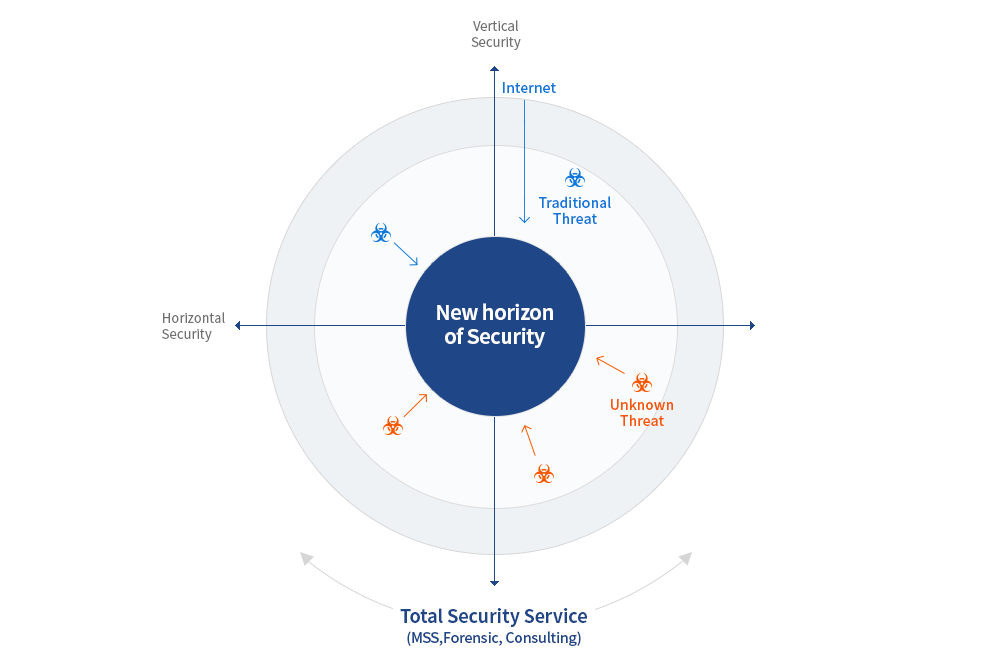 Vertical
Security
Internet
Traditional
Threat
Horizontal
Security
New horizon
of Security
Unknown
Threat
Total Security Service
(MSS,Forensic, Consulting)